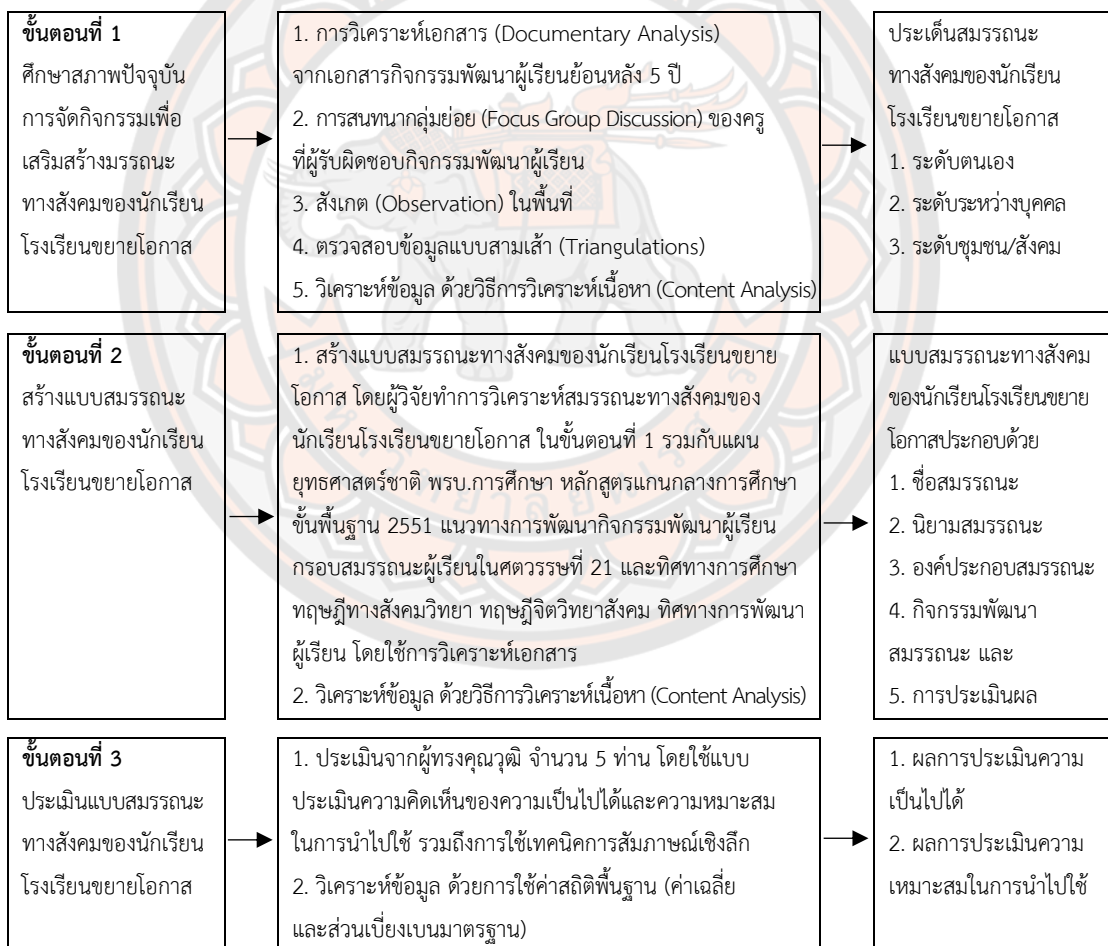 ขั้นตอนที่ 1
ศึกษาสภาพปัจจุบัน
การจัดกิจกรรมเพื่อ
เสริมสร้างมรรถนะ
ทางสังคมของนักเรียน
โรงเรียนขยายโอกาส
1. การวิเคราะห์เอกสาร (Documentary Analysis)
จากเอกสารกิจกรรมพัฒนาผู้เรียนย้อนหลัง 5 ปี
2. การสนทนากลุ่มย่อย (Focus Group Discussion) ของครู
ที่ผู้รับผิดชอบกิจกรรมพัฒนาผู้เรียน
3. สังเกต (Observation) ในพื้นที่
4. ตรวจสอบข้อมูลแบบสามเส้า (Triangulations)
5. วิเคราะห์ข้อมูล ด้วยวิธีการวิเคราะห์เนื้อหา (Content Analysis)
ประเด็นสมรรถนะ
ทางสังคมของนักเรียน
โรงเรียนขยายโอกาส
1. ระดับตนเอง
2. ระดับระหว่างบุคคล
3. ระดับชุมชน/สังคม
ขั้นตอนที่ 2
สร้างแบบสมรรถนะ
ทางสังคมของนักเรียน
โรงเรียนขยายโอกาส
1. สร้างแบบสมรรถนะทางสังคมของนักเรียนโรงเรียนขยาย
โอกาส โดยผู้วิจัยทำการวิเคราะห์สมรรถนะทางสังคมของ
นักเรียนโรงเรียนขยายโอกาส ในขั้นตอนที่ 1 รวมกับแผน
ยุทธศาสตร์ชาติ พรบ.การศึกษา หลักสูตรแกนกลางการศึกษา
ขั้นพื้นฐาน 2551 แนวทางการพัฒนากิจกรรมพัฒนาผู้เรียน
กรอบสมรรถนะผู้เรียนในศตวรรษที่ 21 และทิศทางการศึกษา
ทฤษฎีทางสังคมวิทยา ทฤษฎีจิตวิทยาสังคม ทิศทางการพัฒนา
ผู้เรียน โดยใช้การวิเคราะห์เอกสาร
2. วิเคราะห์ข้อมูล ด้วยวิธีการวิเคราะห์เนื้อหา (Content Analysis)
แบบสมรรถนะทางสังคม
ของนักเรียนโรงเรียนขยาย
โอกาสประกอบด้วย
1. ชื่อสมรรถนะ
2. นิยามสมรรถนะ
3. องค์ประกอบสมรรถนะ
4. กิจกรรมพัฒนา
สมรรถนะ และ
5. การประเมินผล
ขั้นตอนที่ 3
ประเมินแบบสมรรถนะ
ทางสังคมของนักเรียน
โรงเรียนขยายโอกาส
1. ประเมินจากผู้ทรงคุณวุฒิ จำนวน 5 ท่าน โดยใช้แบบ
ประเมินความคิดเห็นของความเป็นไปได้และความหมาะสม
ในการนำไปใช้ รวมถึงการใช้เทคนิคการสัมภาษณ์เชิงลึก
2. วิเคราะห์ข้อมูล ด้วยการใช้ค่าสถิติพื้นฐาน (ค่าเฉลี่ย
และส่วนเบี่ยงเบนมาตรฐาน)
1. ผลการประเมินความ
เป็นไปได้
2. ผลการประเมินความ
เหมาะสมในการนำไปใช้
มหาวิทยาลัยนเรศวร